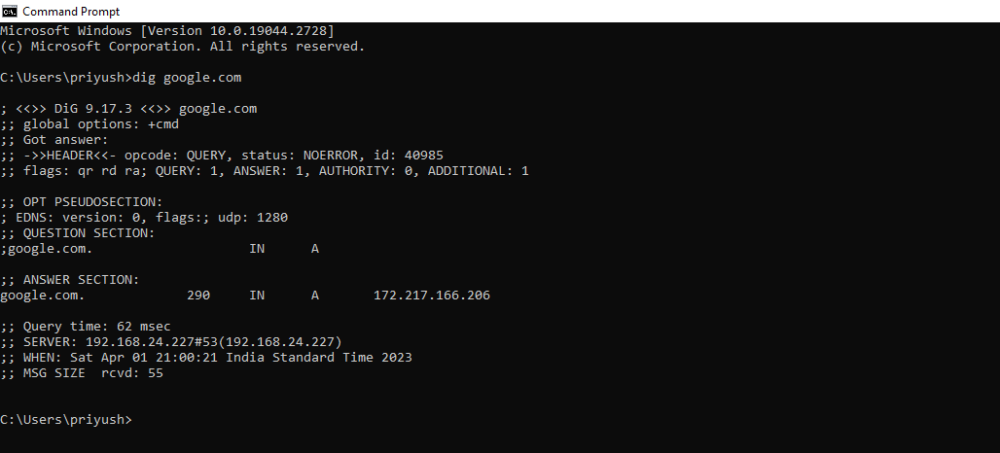 Command Prompt
Microsoft Windows [Version 10.0.19044.2728]
(c) Microsoft Corporation. All rights reserved.
C:\Users\priyush>dig google.com
; <<>> DiG 9.17.3 <<>> google.com
;; global options: +cmd
;; Got answer:
;; ->>HEADER<<- opcode: QUERY, status: NOERROR, id: 40985
;; flags: qr rd ra; QUERY: 1, ANSWER: 1, AUTHORITY: 0, ADDITIONAL: 1
;; OPT PSEUDOSECTION:
; EDNS: version: 0, flags:; udp: 1280
;; QUESTION SECTION:
;google.com. IN A
;; ANSWER SECTION:
google.com. 290 IN A 172.217.166.206
;; Query time: 62 msec
;; SERVER: 192.168.24.227#53(192.168.24.227)
;; WHEN: Sat Apr 01 21:00:21 India Standard Time 2023
;; MSG SIZE  rcvd: 55
C:\Users\priyush>